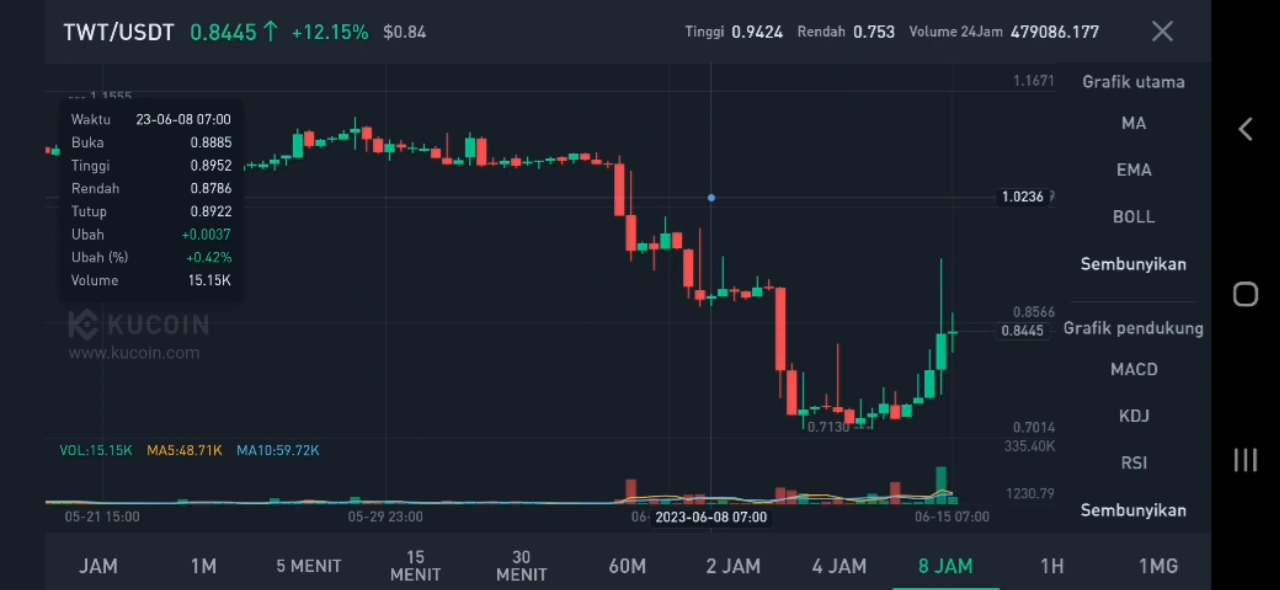 TWT/USDT 0.8445↑ +12.15% $0.84 Tinggi 0.9424 Rendah 0.753 Volume 24Jam 479086.177
1.1671
1.1555
Waktu 23-06-08 07:00
Buka 0.8885
Tinggi 0.8952
Rendah 0.8786
Tutup 0.8922
Ubah +0.0037
Ubah (%) +0.42%
Volume 15.15K
KUCOIN
www.kucoin.com
1.0236
0.8566
0.8445
0.7130
0.7014
VOL:15.15K MA5:48.71K MA10:59.72K
335.40K
1230.79
05-21 15:00 05-29 23:00 06- 2023-06-08 07:00 06-15 07:00
Grafik utama
MA
EMA
BOLL
Sembunyikan
Grafik pendukung
MACD
KDJ
RSI
Sembunyikan
JAM 1M 5 MENIT 15 MENIT 30 MENIT 60M 2 JAM 4 JAM 8 JAM 1H 1MG